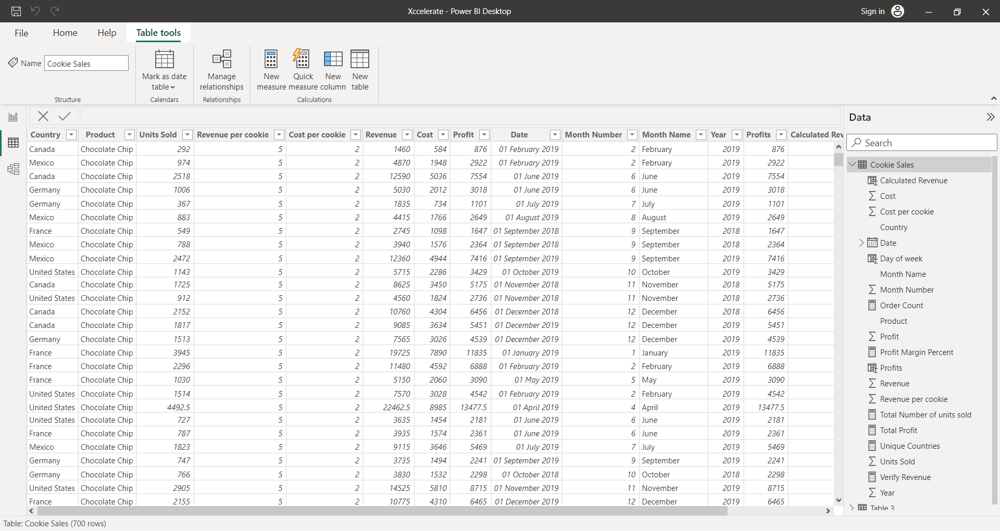 Xccelerate - Power BI Desktop
Sign in
File Home Help Table tools
Name Cookie Sales
Mark as date table
Manage relationships
New measure
Quick measure
New column
New table
Structure Calendars Relationships Calculations
Data
Country Product Units Sold Revenue per cookie Cost per cookie Revenue Cost Profit Date Month Number Month Name Year Profits Calculated Rev
Canada Chocolate Chip 292 5 2 1460 584 876 01 February 2019 2 February 2019 876
Mexico Chocolate Chip 974 5 2 4870 1948 2922 01 February 2019 2 February 2019 2922
Canada Chocolate Chip 2518 5 2 12590 5036 7554 01 June 2019 6 June 2019 7554
Germany Chocolate Chip 1006 5 2 5030 2012 3018 01 June 2019 6 June 2019 3018
Germany Chocolate Chip 367 5 2 1835 734 1101 01 July 2019 7 July 2019 1101
Mexico Chocolate Chip 883 5 2 4415 1766 2649 01 August 2019 8 August 2019 2649
France Chocolate Chip 549 5 2 2745 1098 1647 01 September 2018 9 September 2018 1647
Mexico Chocolate Chip 788 5 2 3940 1576 2364 01 September 2018 9 September 2018 2364
Mexico Chocolate Chip 2472 5 2 12360 4944 7416 01 September 2019 9 September 2019 7416
United States Chocolate Chip 1143 5 2 5715 2286 3429 01 October 2019 10 October 2019 3429
Canada Chocolate Chip 1725 5 2 8625 3450 5175 01 November 2018 11 November 2018 5175
United States Chocolate Chip 912 5 2 4560 1824 2736 01 November 2018 11 November 2018 2736
Canada Chocolate Chip 2152 5 2 10760 4304 6456 01 December 2018 12 December 2018 6456
Canada Chocolate Chip 1817 5 2 9085 3634 5451 01 December 2019 12 December 2019 5451
Germany Chocolate Chip 1513 5 2 7565 3026 4539 01 December 2019 12 December 2019 4539
France Chocolate Chip 3945 5 2 19725 7890 11835 01 January 2019 1 January 2019 11835
France Chocolate Chip 2296 5 2 11480 4592 6888 01 February 2019 2 February 2019 6888
France Chocolate Chip 1030 5 2 5150 2060 3090 01 May 2019 5 May 2019 3090
United States Chocolate Chip 1514 5 2 7570 3028 4542 01 February 2019 2 February 2019 4542
United States Chocolate Chip 4492.5 5 2 22462.5 8985 13477.5 01 April 2019 4 April 2019 13477.5
United States Chocolate Chip 727 5 2 3635 1454 2181 01 June 2019 6 June 2019 2181
France Chocolate Chip 787 5 2 3935 1574 2361 01 June 2019 6 June 2019 2361
Mexico Chocolate Chip 1823 5 2 9115 3646 5469 01 July 2019 7 July 2019 5469
Germany Chocolate Chip 747 5 2 3735 1494 2241 01 September 2019 9 September 2019 2241
Germany Chocolate Chip 766 5 2 3830 1532 2298 01 October 2018 10 October 2018 2298
United States Chocolate Chip 2905 5 2 14525 5810 8715 01 November 2019 11 November 2019 8715
France Chocolate Chip 2155 5 2 10775 4310 6465 01 December 2019 12 December 2019 6465
Search
Cookie Sales
Calculated Revenue
Cost
Cost per cookie
Country
Date
Day of week
Month Name
Month Number
Order Count
Product
Profit
Profit Margin Percent
Profits
Revenue
Revenue per cookie
Total Number of units sold
Total Profit
Unique Countries
Units Sold
Verify Revenue
Year
Table 3
Table: Cookie Sales (700 rows)